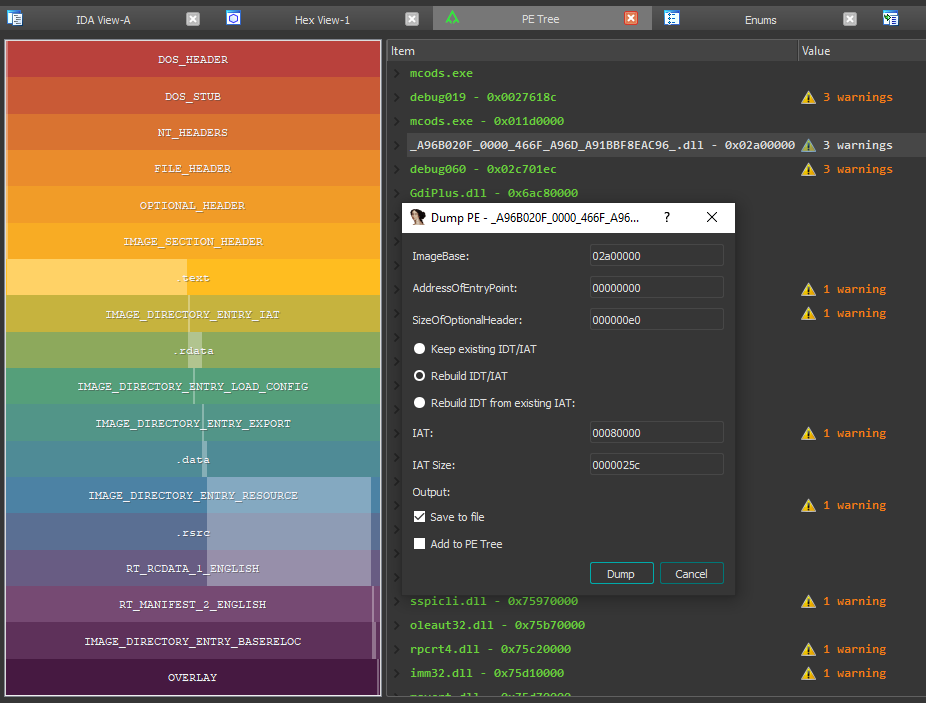 IDA View-A
Hex View-1
PE Tree
Enums
DOS_HEADER
DOS_STUB
NT_HEADERS
FILE_HEADER
OPTIONAL_HEADER
IMAGE_SECTION_HEADER
.text
IMAGE_DIRECTORY_ENTRY_IAT
.rdata
IMAGE_DIRECTORY_ENTRY_LOAD_CONFIG
IMAGE_DIRECTORY_ENTRY_EXPORT
.data
IMAGE_DIRECTORY_ENTRY_RESOURCE
.rsrc
RT_RCDATA_1_ENGLISH
RT_MANIFEST_2_ENGLISH
IMAGE_DIRECTORY_ENTRY_BASERELOC
OVERLAY
Item Value
mcods.exe
debug019 - 0x0027618c 3 warnings
mcods.exe - 0x011d0000
_A96B020F_0000_466F_A96D_A91BBF8EAC96_.dll - 0x02a00000 3 warnings
debug060 - 0x02c701ec 3 warnings
GdiPlus.dll - 0x6ac80000
1 warning
1 warning
1 warning
1 warning
Dump PE - _A96B020F_0000_466F_A96... ?
ImageBase: 02a00000
AddressOfEntryPoint: 00000000
SizeOfOptionalHeader: 000000e0
Keep existing IDT/IAT
Rebuild IDT/IAT
Rebuild IDT from existing IAT:
IAT: 00080000
IAT Size: 0000025c
Output:
Save to file
Add to PE Tree
Dump Cancel
sspicli.dll - 0x75970000 1 warning
oleaut32.dll - 0x75b70000
rpcrt4.dll - 0x75c20000 1 warning
imm32.dll - 0x75d10000 1 warning